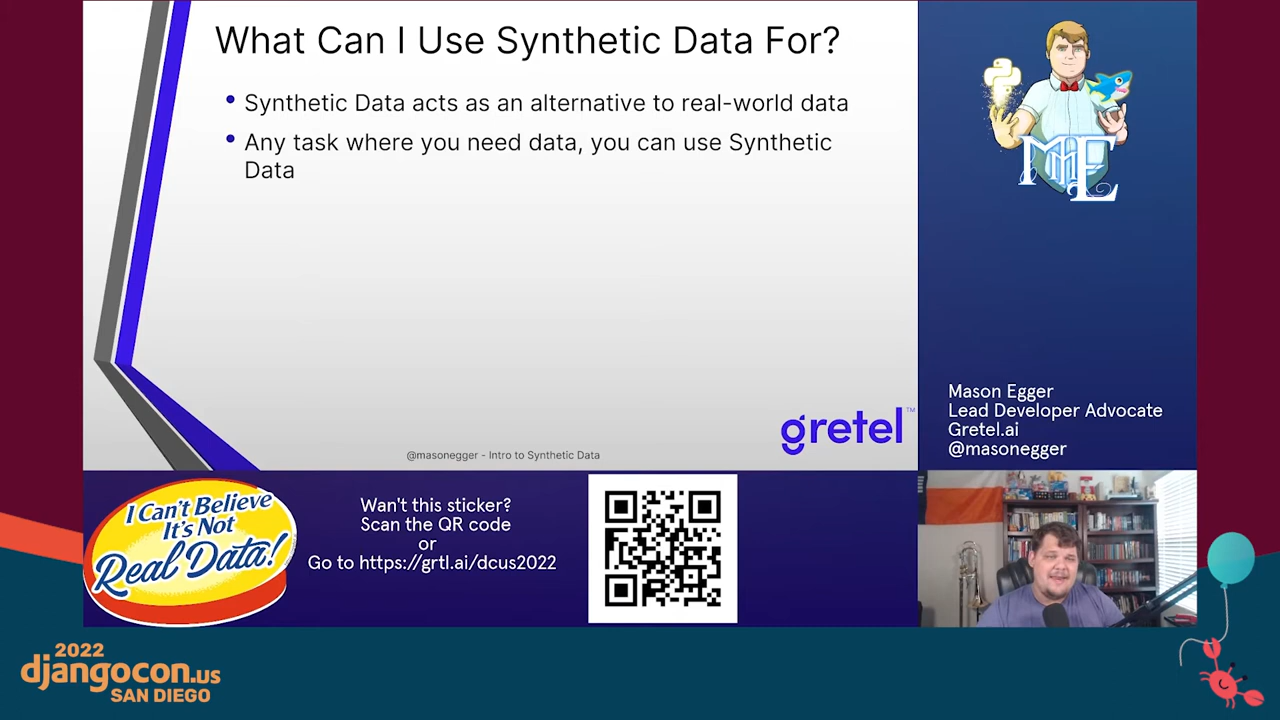 What Can I Use Synthetic Data For?
• Synthetic Data acts as an alternative to real-world data
• Any task where you need data, you can use Synthetic
Data
gretel™
@masonegger - Intro to Synthetic Data
MmE
Mason Egger
Lead Developer Advocate
Gretel.ai
@masonegger
I Can't Believe
It's Not
Real Data!
Wan't this sticker?
Scan the QR code
or
Go to https://grtl.ai/dcus2022
2022
djangocon.us
SAN DIEGO